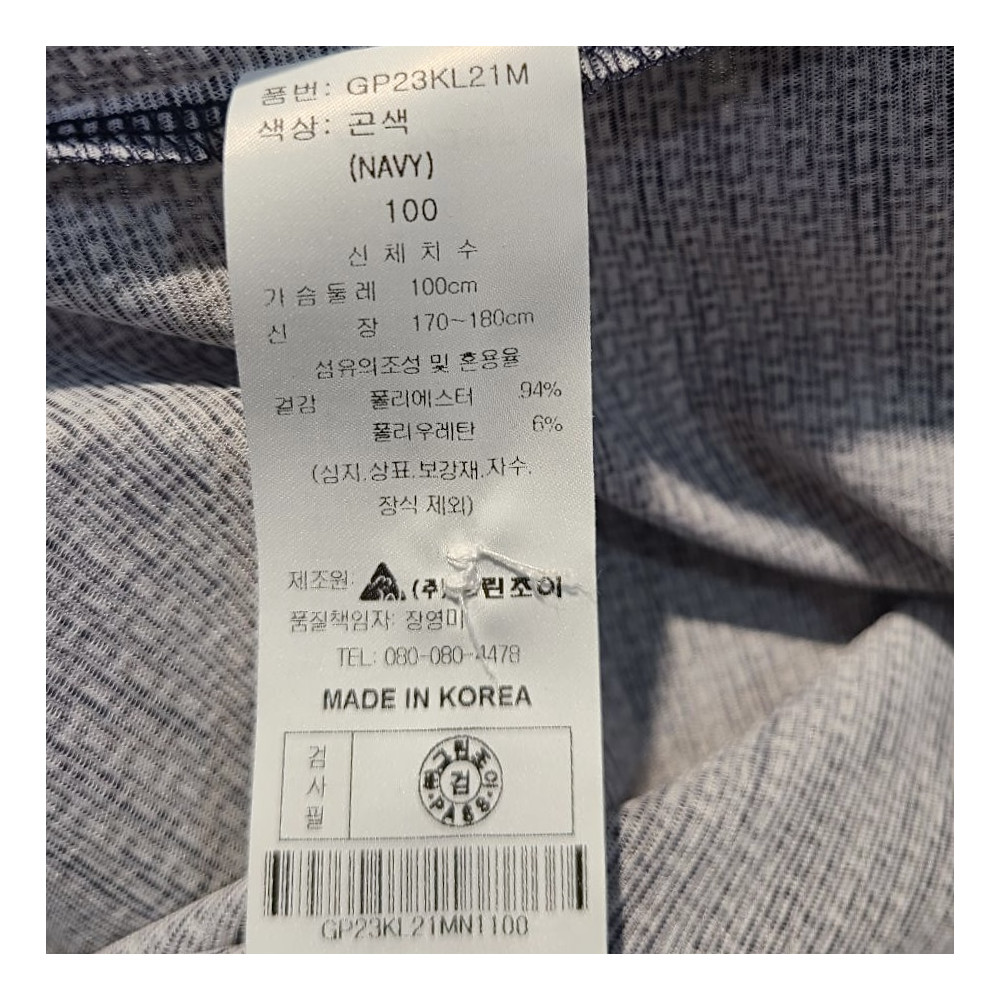 품번: GP23KL21M
색상: 곤색
(NAVY)
100
신 체 치 수
가 슴 둘 레 100cm
신 장 170~180cm
섬유의조성 및 혼용율
겉감 폴리에스터 94%
폴리우레탄 6%
(심지.상표.보강재.자수.
장식 제외)
제조원: (주)
품질책임자: 장영미
TEL: 080-080-4478
MADE IN KOREA
검
사
필
검
PASS
GP23KL21MN1100